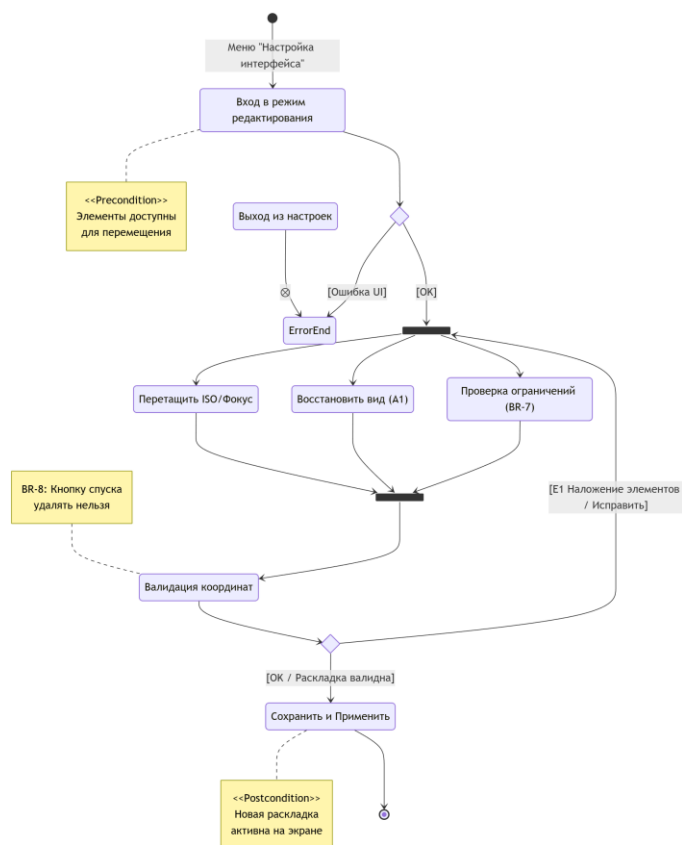 Меню "Настройка
интерфейса"
Вход в режим
редактирования
<<Precondition>>
Элементы доступны
для перемещения
Выход из настроек
[Ошибка UI]
[OK]
⊗
ErrorEnd
Перетащить ISO/Фокус
Восстановить вид (A1)
Проверка ограничений
(BR-7)
BR-8: Кнопку спуска
удалять нельзя
[E1 Наложение элементов
/ Исправить]
Валидация координат
[OK / Раскладка валидна]
Сохранить и Применить
<<Postcondition>>
Новая раскладка
активна на экране